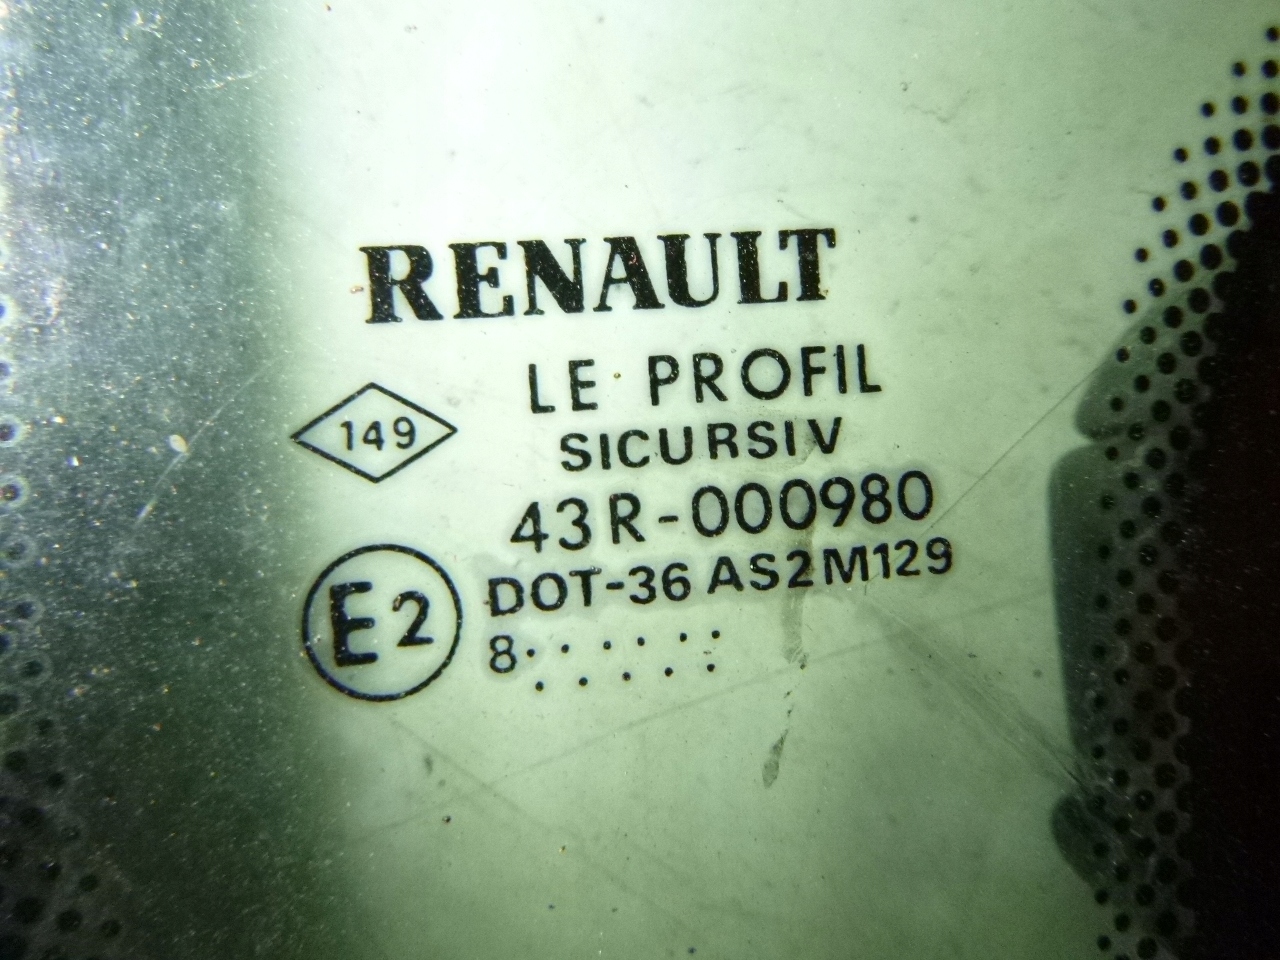 RENAULT
LE PROFIL
149
SICURSIV
43R-000980
E2
DOT-36 AS2M129
8